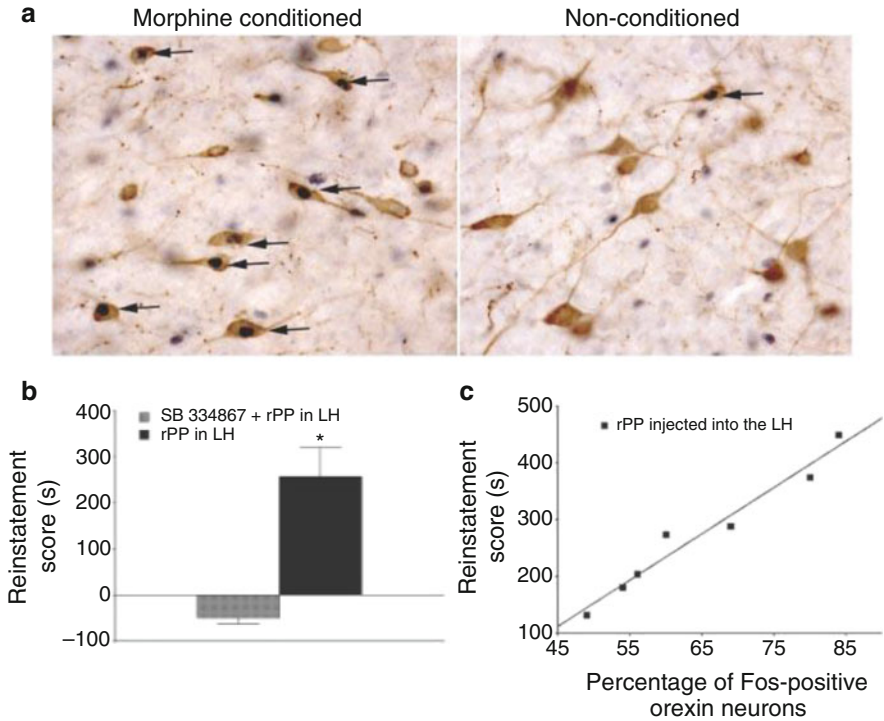 a
Morphine conditioned
Non-conditioned
b
Reinstatement
score (s)
400
300
200
100
0
−100
SB 334867 + rPP in LH
rPP in LH
*
c
Reinstatement
score (s)
500
400
300
200
100
rPP injected into the LH
45 55 65 75 85
Percentage of Fos-positive
orexin neurons